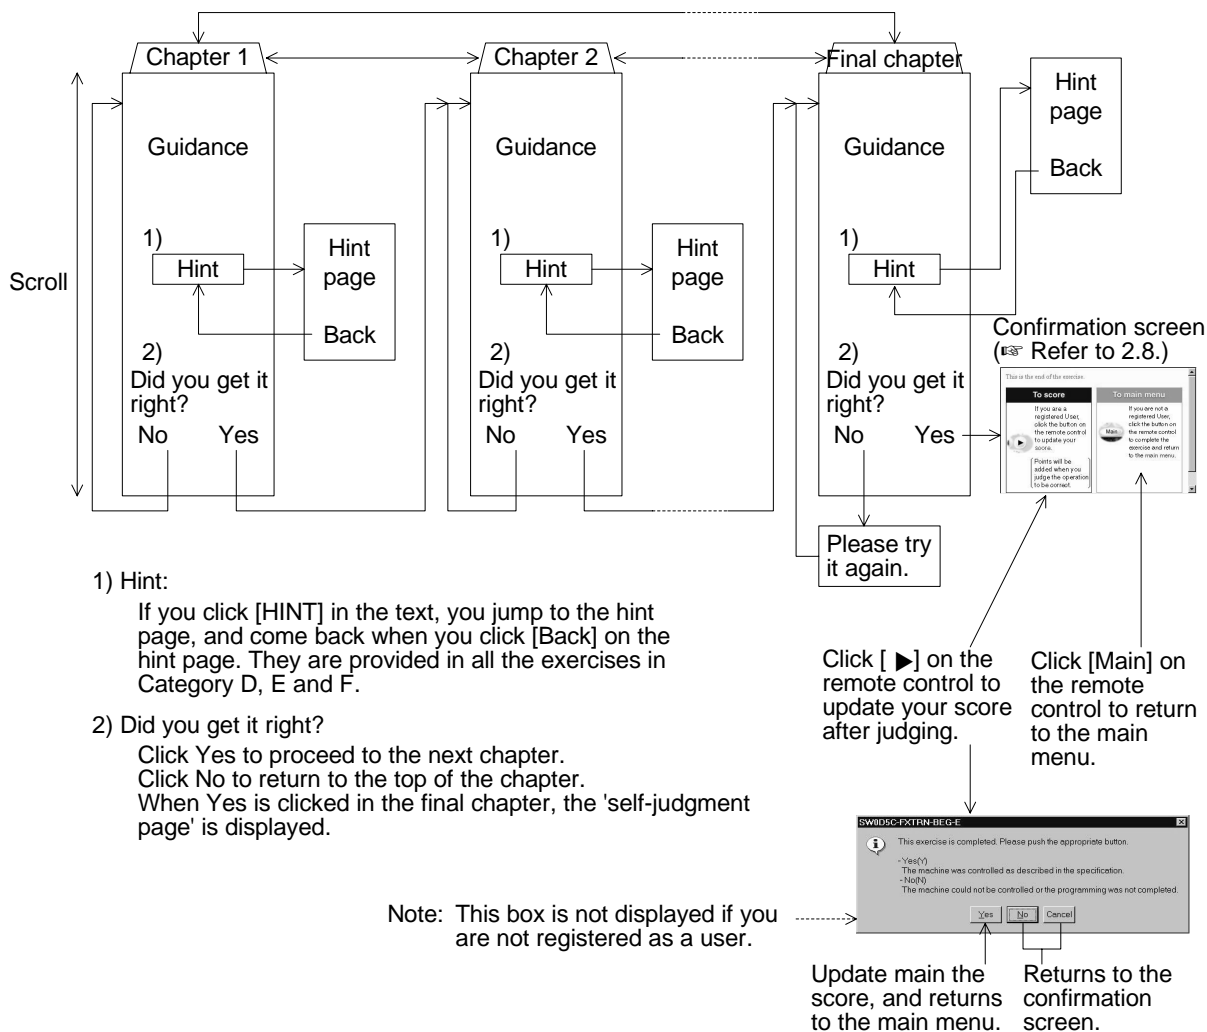 Chapter 1
Chapter 2
Final chapter
Scroll
Guidance
1)
Hint
Hint
page
Back
2)
Did you get it
right?
No Yes
Guidance
1)
Hint
Hint
page
Back
2)
Did you get it
right?
No Yes
Guidance
1)
Hint
Hint
page
Back
2)
Did you get it
right?
No Yes
Please try
it again.
Confirmation screen
(☞ Refer to 2.8.)
This is the end of the exercise.
To score
If you are a
registered User,
click the button on
the remote control
to update your
score.
Points will be
added when you
judge the operation
to be correct.
To main menu
Main
If you are not a
registered User,
click the button on
the remote control
to complete the
exercise and return
to the main menu.
1) Hint:
If you click [HINT] in the text, you jump to the hint
page, and come back when you click [Back] on the
hint page. They are provided in all the exercises in
Category D, E and F.
2) Did you get it right?
Click Yes to proceed to the next chapter.
Click No to return to the top of the chapter.
When Yes is clicked in the final chapter, the 'self-judgment
page' is displayed.
Click [ ▶] on the
remote control to
update your score
after judging.
Click [Main] on
the remote
control to return
to the main
menu.
SW0D5C-FXTRN-BEG-E
This exercise is completed. Please push the appropriate button.
- Yes(Y)
The machine was controlled as described in the specification.
- No(N)
The machine could not be controlled or the programming was not completed.
Yes No Cancel
Note: This box is not displayed if you
are not registered as a user.
Update main the
score, and returns
to the main menu.
Returns to the
confirmation
screen.